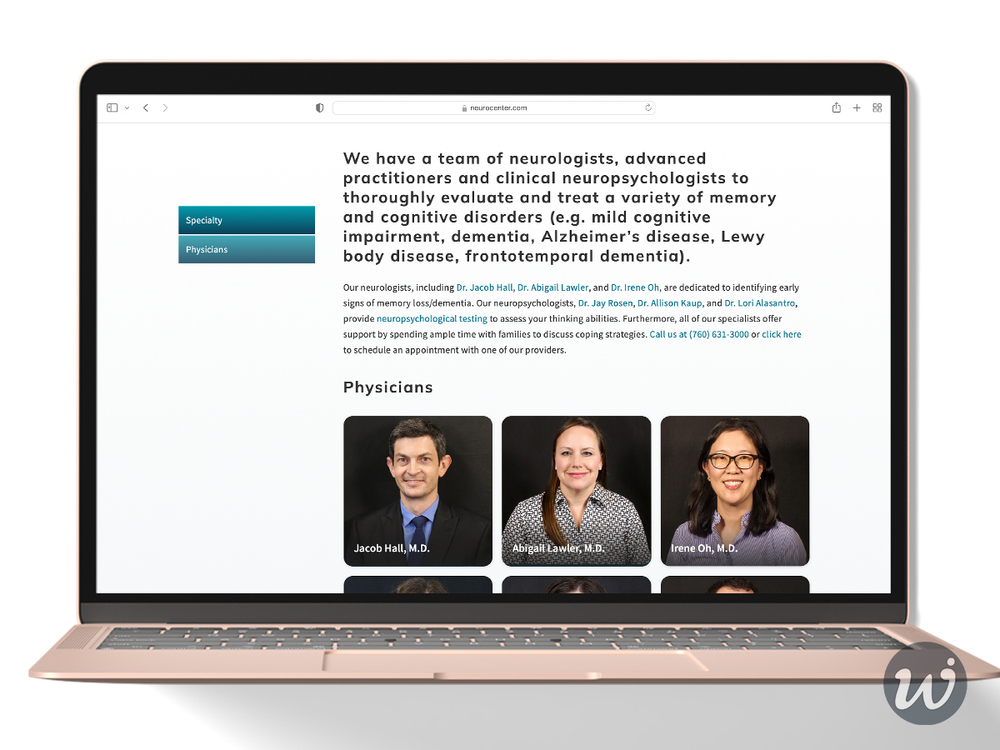 neurocenter.com
We have a team of neurologists, advanced
practitioners and clinical neuropsychologists to
thoroughly evaluate and treat a variety of memory
and cognitive disorders (e.g. mild cognitive
impairment, dementia, Alzheimer's disease, Lewy
body disease, frontotemporal dementia).
Specialty
Physicians
Our neurologists, including Dr. Jacob Hall, Dr. Abigail Lawler, and Dr. Irene Oh, are dedicated to identifying early
signs of memory loss/dementia. Our neuropsychologists, Dr. Jay Rosen, Dr. Allison Kaup, and Dr. Lori Alasantro,
provide neuropsychological testing to assess your thinking abilities. Furthermore, all of our specialists offer
support by spending ample time with families to discuss coping strategies. Call us at (760) 631-3000 or click here
to schedule an appointment with one of our providers.
Physicians
Jacob Hall, M.D.
Abigail Lawler, M.D.
Irene Oh, M.D.
w